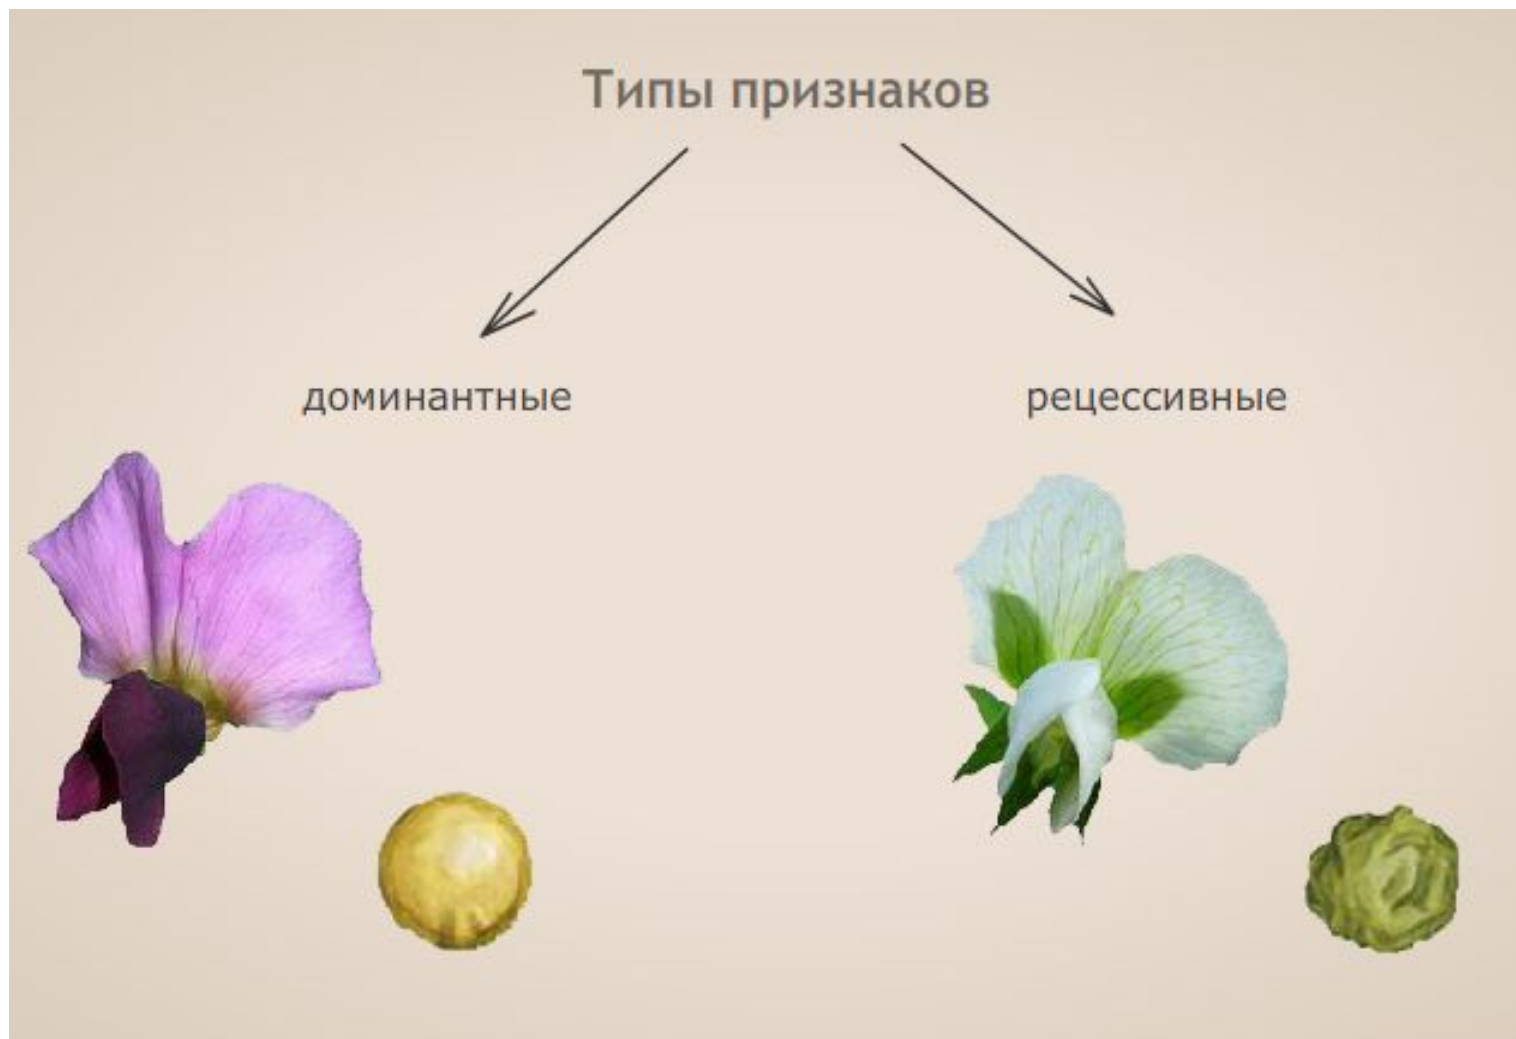 Типы признаков
доминантные
рецессивные